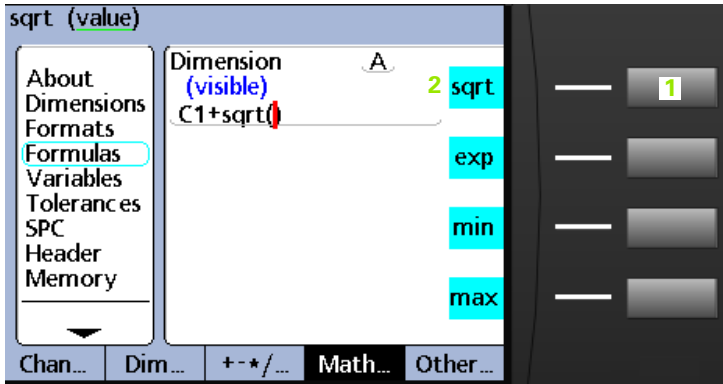 sqrt (value)
About
Dimensions
Formats
Formulas
Variables
Tolerances
SPC
Header
Memory
Dimension A
(visible)
C1+sqrt()
2 sqrt
1
exp
min
max
Chan... Dim... +-*/... Math... Other...